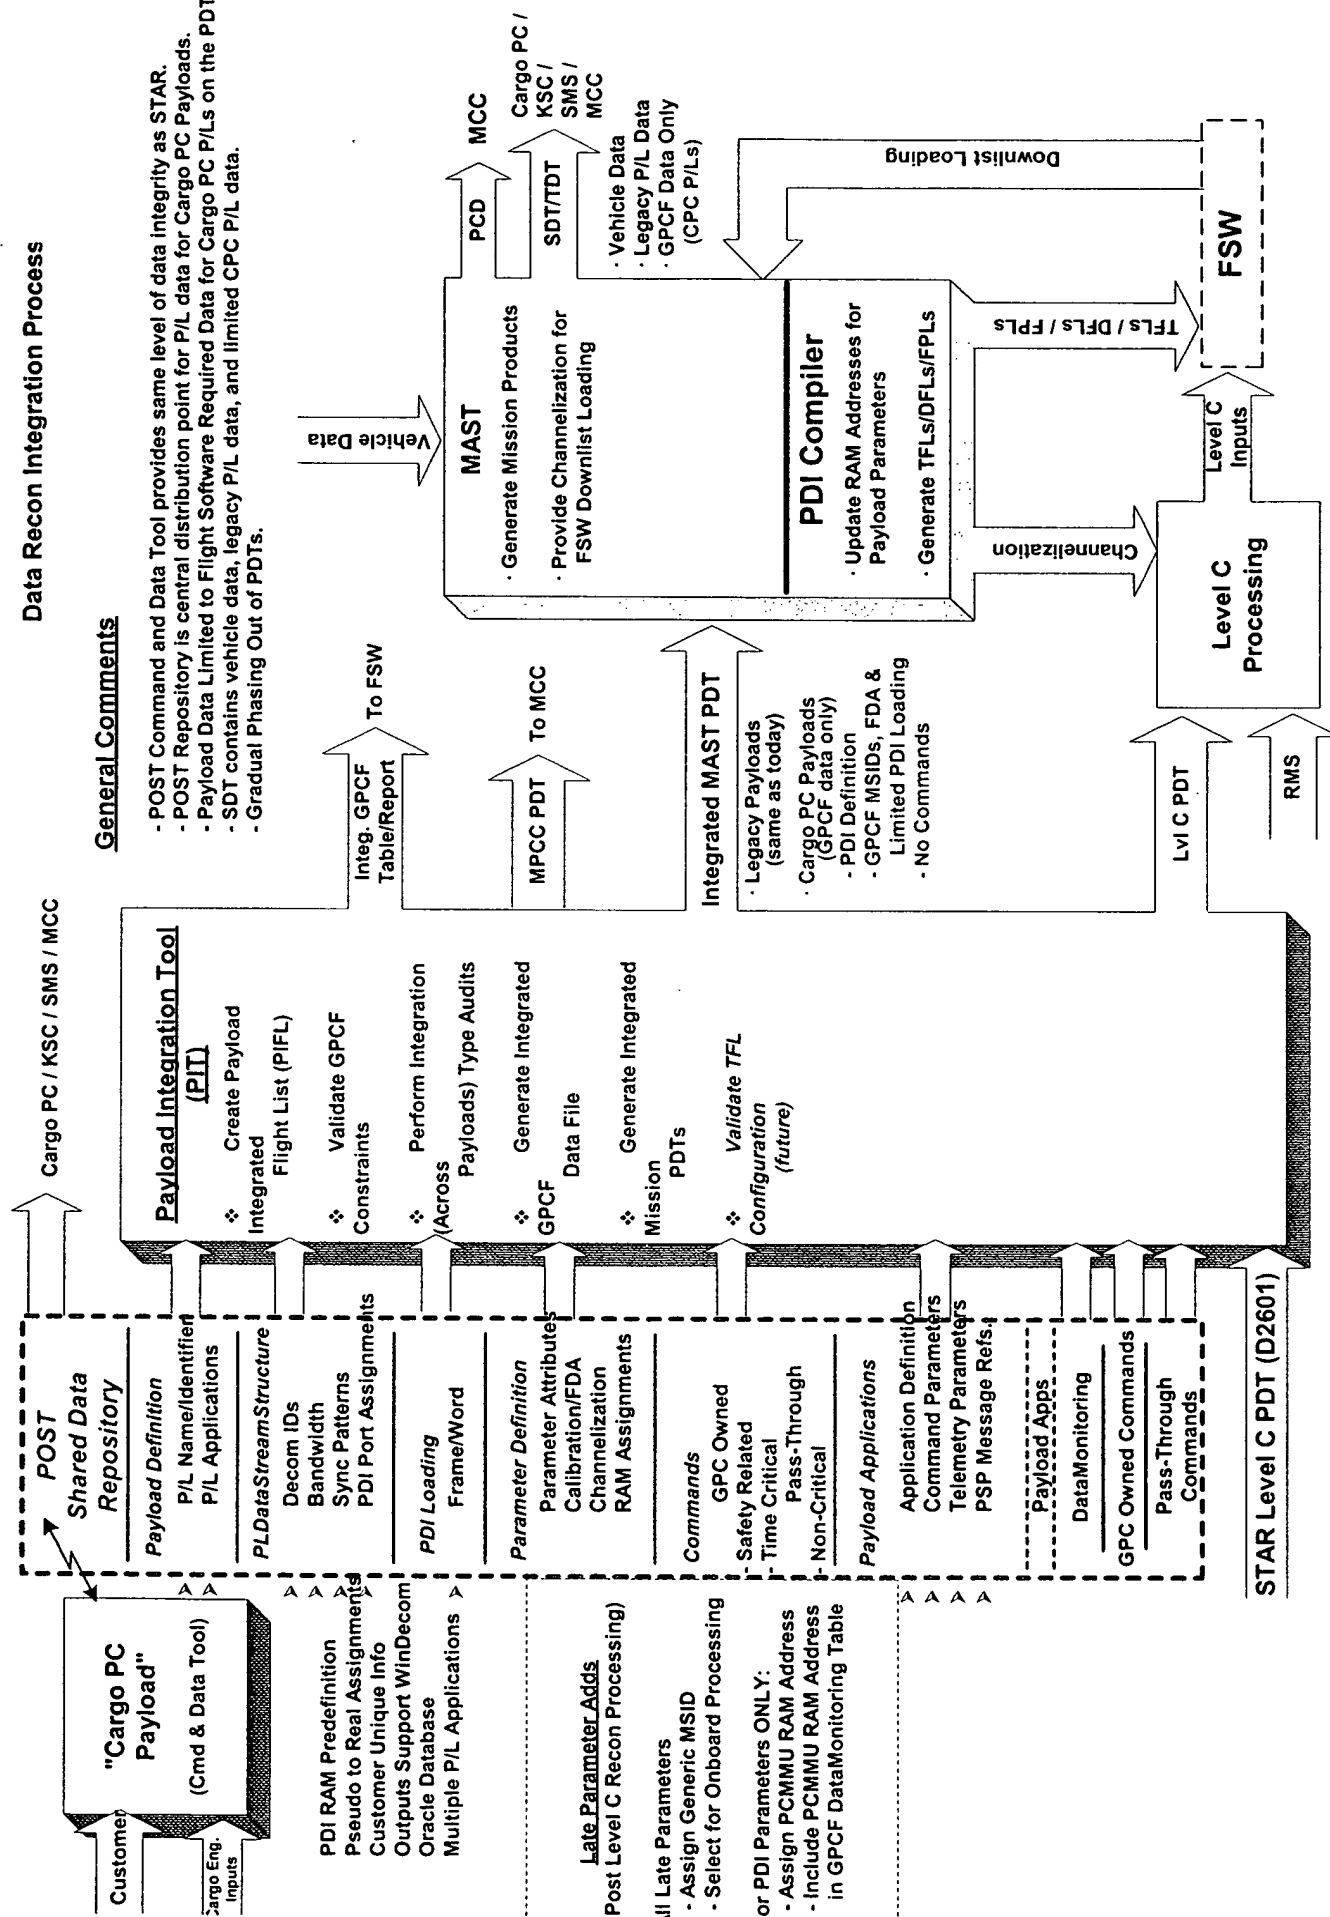 Data Recon Integration Process
General Comments
- POST Command and Data Tool provides same level of data integrity as STAR.
- POST Repository is central distribution point for P/L data for Cargo PC Payloads.
- Payload Data Limited to Flight Software Required Data for Cargo PC P/Ls on the PDT
- SDT contains vehicle data, legacy P/L data, and limited CPC P/L data.
- Gradual Phasing Out of PDTs.
Customer
Cargo Eng.
Inputs
"Cargo PC
Payload"
(Cmd & Data Tool)
PDI RAM Predefinition
Pseudo to Real Assignments
Customer Unique Info
Outputs Support WinDecom
Oracle Database
Multiple P/L Applications
Late Parameter Adds
Post Level C Recon Processing)
All Late Parameters
- Assign Generic MSID
- Select for Onboard Processing
or PDI Parameters ONLY:
- Assign PCMMU RAM Address
- Include PCMMU RAM Address
in GPCF DataMonitoring Table
POST
Shared Data
Repository
Payload Definition
P/L Name/Identifier
P/L Applications
PLDataStreamStructure
Decom IDs
Bandwidth
Sync Patterns
PDI Port Assignments
PDI Loading
Frame/Word
Parameter Definition
Parameter Attributes
Calibration/FDA
Channelization
RAM Assignments
Commands
GPC Owned
- Safety Related
- Time Critical
Pass-Through
- Non-Critical
Payload Applications
Application Definition
Command Parameters
Telemetry Parameters
PSP Message Refs.
Payload Apps
DataMonitoring
GPC Owned Commands
Pass-Through
Commands
STAR Level C PDT (D2601)
Cargo PC / KSC / SMS / MCC
Payload Integration Tool
(PIT)
❖ Create Payload
Integrated
Flight List (PIFL)
❖ Validate GPCF
Constraints
❖ Perform Integration
(Across
Payloads) Type Audits
❖ Generate Integrated
GPCF
Data File
❖ Generate Integrated
Mission
PDTs
❖ Validate TFL
Configuration
(future)
Integ. GPCF
Table/Report
To FSW
MPCC PDT
To MCC
Integrated MAST PDT
· Legacy Payloads
(same as today)
· Cargo PC Payloads
(GPCF data only)
- PDI Definition
- GPCF MSIDs, FDA &
Limited PDI Loading
- No Commands
Lvl C PDT
RMS
Vehicle Data
MAST
· Generate Mission Products
· Provide Channelization for
FSW Downlist Loading
PDI Compiler
· Update RAM Addresses for
Payload Parameters
· Generate TFLs/DFLs/FPLs
PCD
MCC
SDT/TDT
Cargo PC /
KSC /
SMS /
MCC
· Vehicle Data
· Legacy P/L Data
· GPCF Data Only
(CPC P/Ls)
Downlist Loading
Channelization
TFLs / DFLs / FPLs
Level C
Processing
Level C
Inputs
FSW